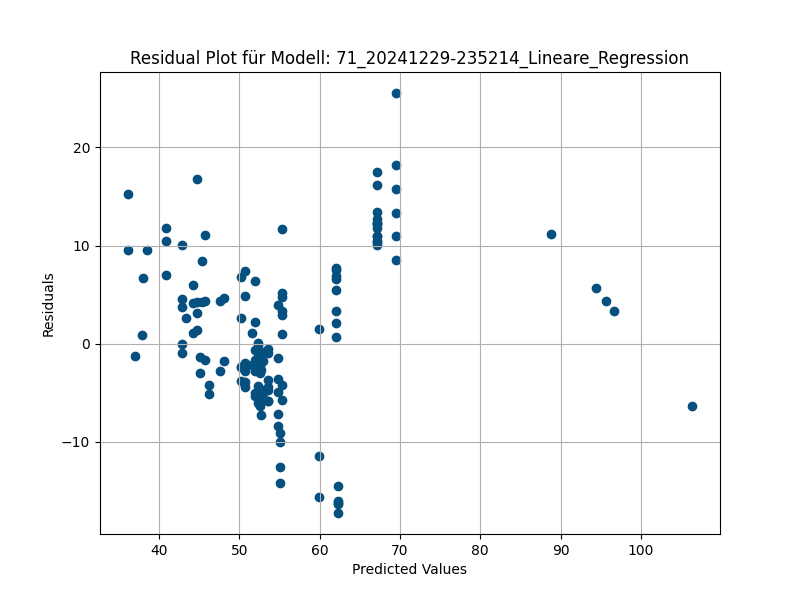 Residual Plot für Modell: 71_20241229-235214_Lineare_Regression
20
10
0
−10
Residuals
40 50 60 70 80 90 100
Predicted Values